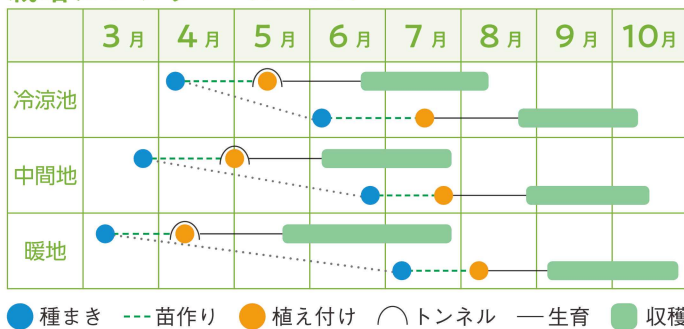 3月 4月 5月 6月 7月 8月 9月 10月
冷涼池
中間地
暖地
種まき 苗作り 植え付け トンネル 生育 収穫